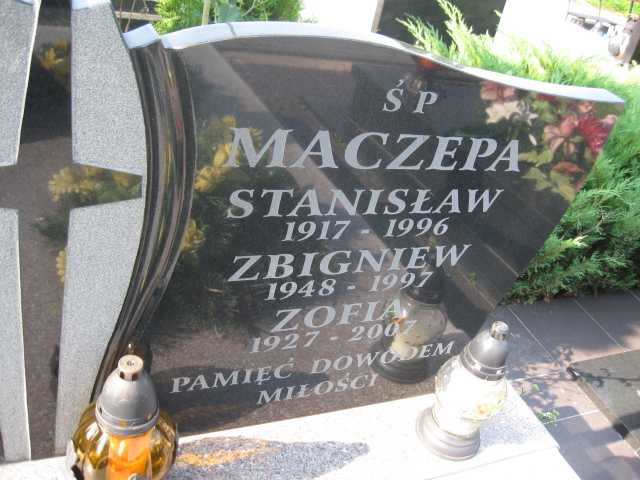 ŚP
MACZEPA
STANISŁAW
1917 - 1996
ZBIGNIEW
1948 - 1997
ZOFIA
1927 - 2007
PAMIĘĆ DOWODEM
MIŁOŚCI